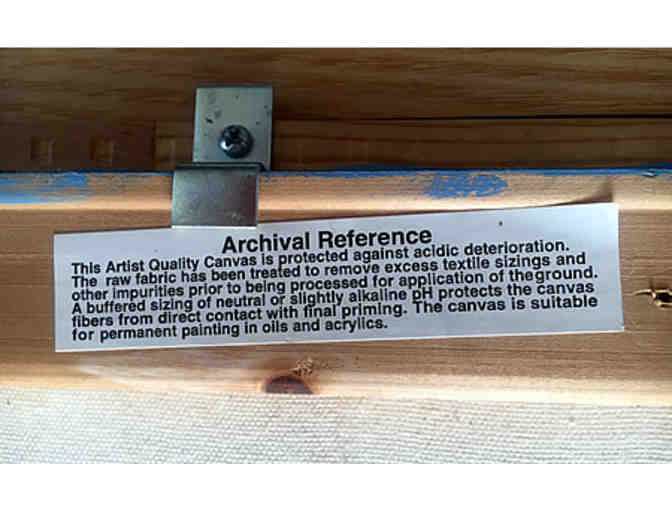 Archival Reference
This Artist Quality Canvas is protected against acidic deterioration.
The raw fabric has been treated to remove excess textile sizings and
other impurities prior to being processed for application of theground.
A buffered sizing of neutral or slightly alkaline pH protects the canvas
fibers from direct contact with final priming. The canvas is suitable
for permanent painting in oils and acrylics.